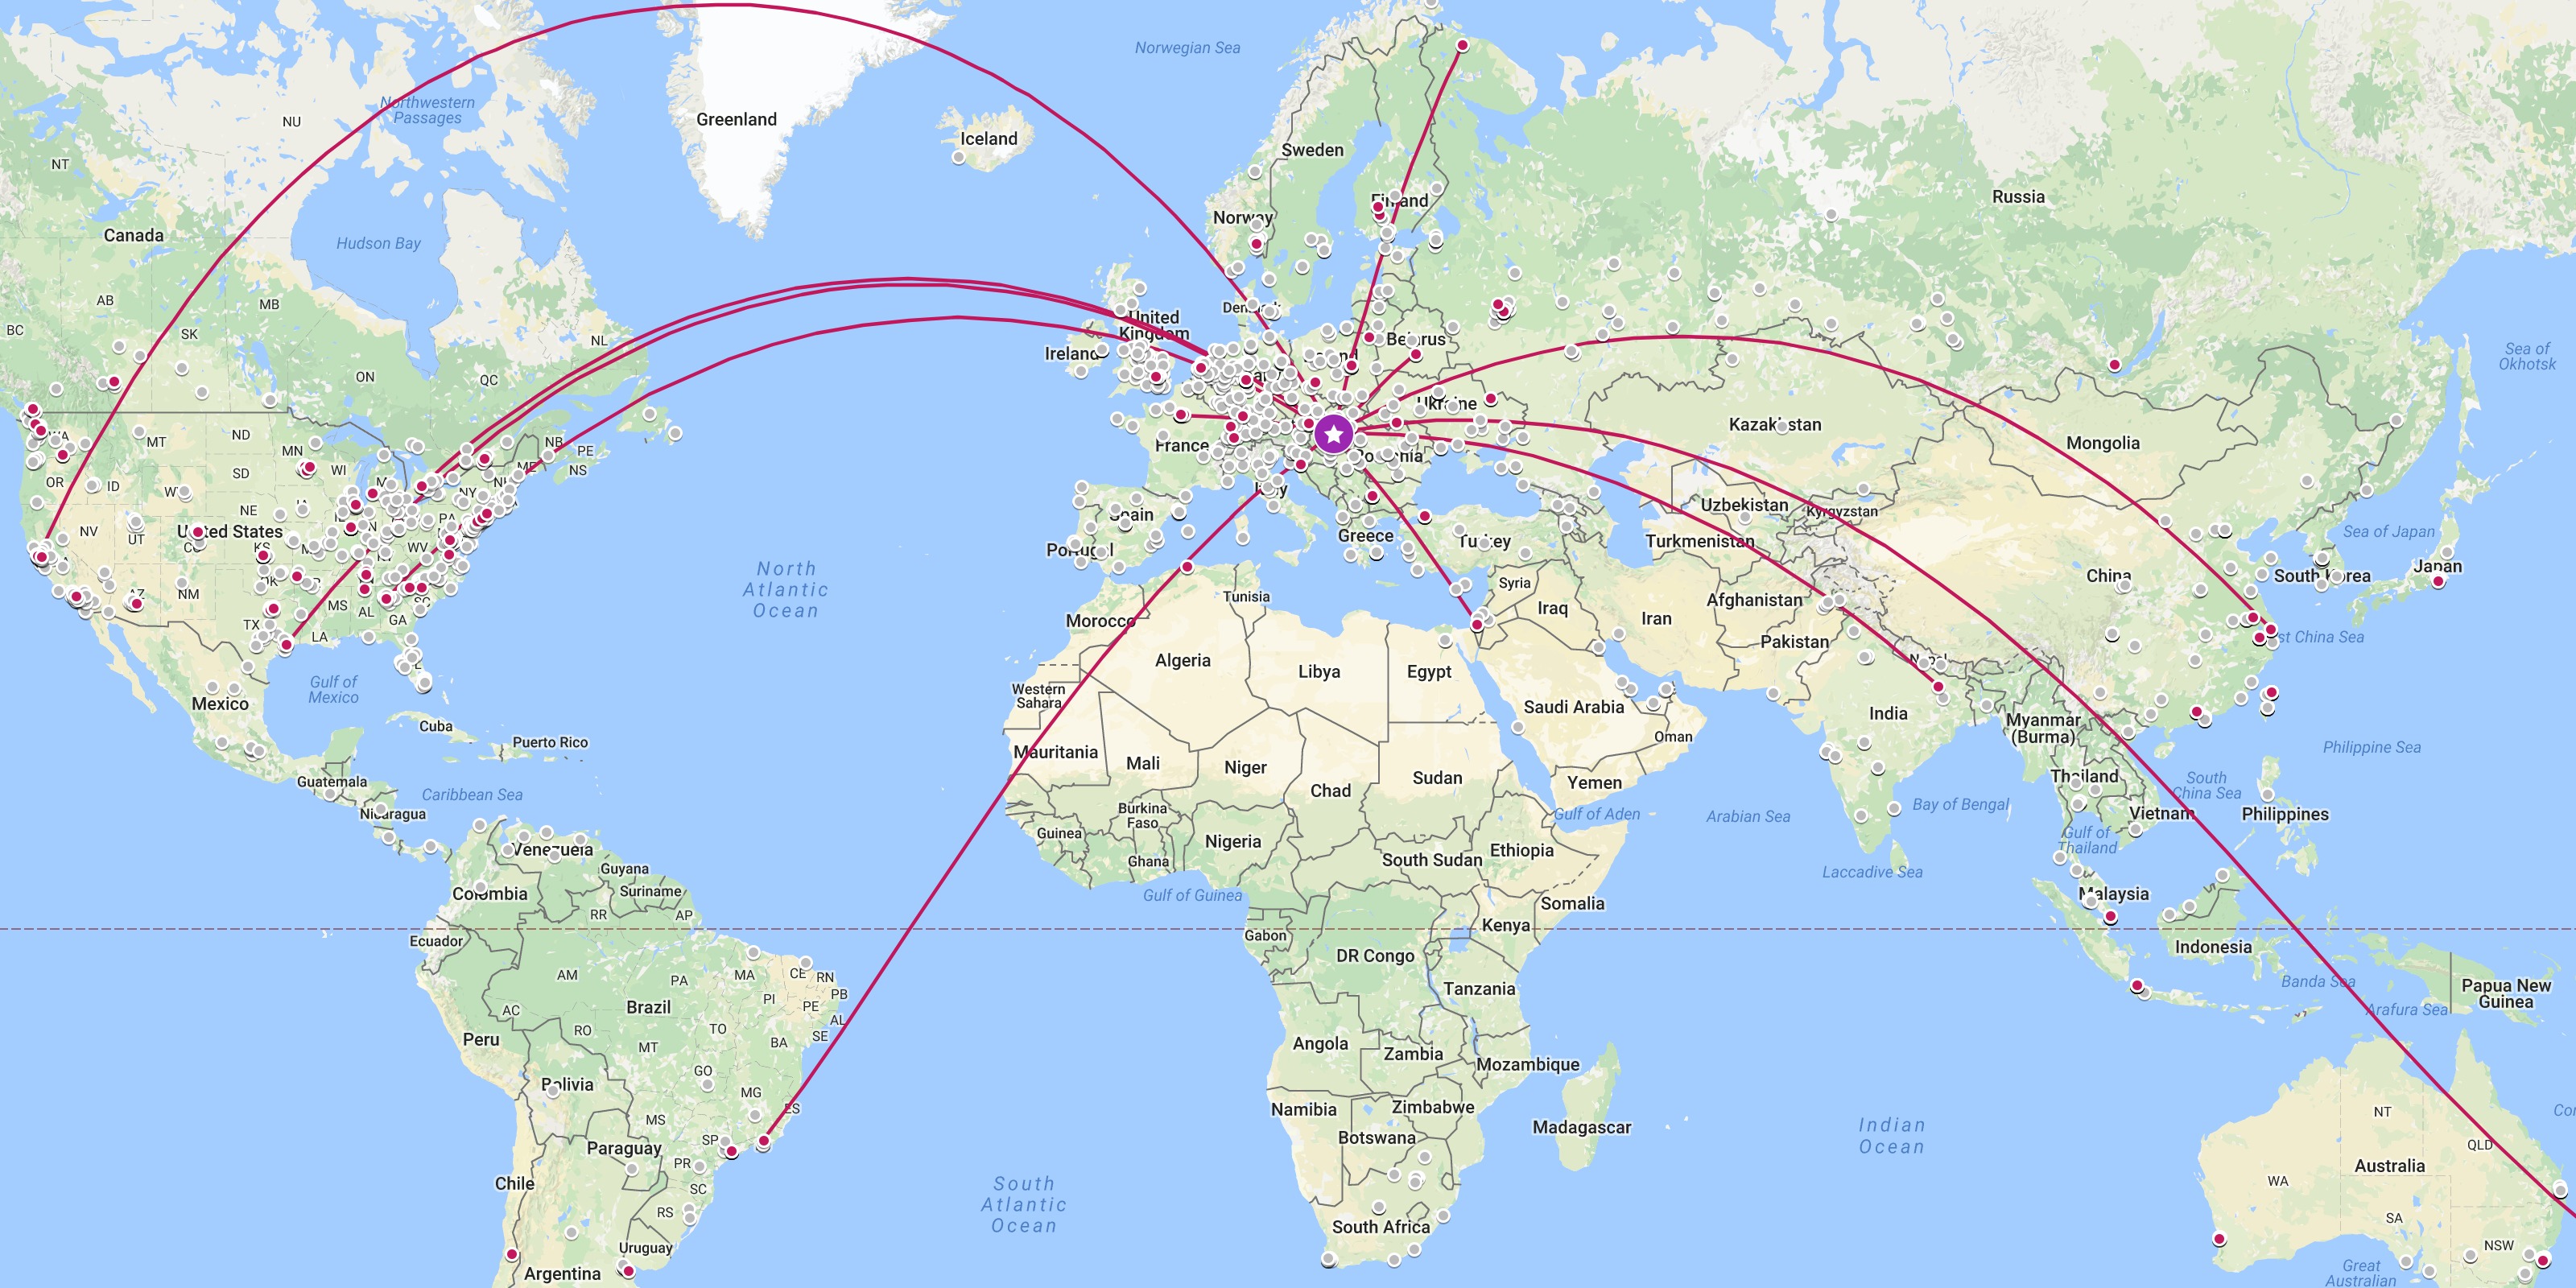 Norwegian Sea
Northwestern
Passages
NU
Greenland
Iceland
Sweden
NT
Russia
Finland
Norway
Canada
Hudson Bay
AB
MB
NL
BC
SK
United
Kingdom
Ireland
Belarus
Sea of
Okhotsk
ON
QC
Ukraine
Kazakhstan
Mongolia
WA
MT
ND
MN
NB
PE
NS
ME
France
Romania
OR
ID
SD
WI
NY
NE
Italy
Spain
Uzbekistan
Kyrgyzstan
NV
UT
United States
PA
Portugal
Greece
Turkey
Turkmenistan
Sea of Japan
KS
WV
North
Atlantic
Ocean
Syria
China
South Korea
Japan
AZ
NM
OK
MS
AL
SC
GA
Tunisia
Iraq
Iran
Afghanistan
TX
LA
Morocco
Pakistan
East China Sea
Algeria
Libya
Egypt
Nepal
Gulf of
Mexico
Western
Sahara
Saudi Arabia
India
Myanmar
(Burma)
Mexico
Cuba
Puerto Rico
Oman
Philippine Sea
Mauritania
Mali
Niger
Chad
Sudan
Yemen
Thailand
South
China Sea
Guatemala
Caribbean Sea
Nicaragua
Burkina
Faso
Gulf of Aden
Arabian Sea
Bay of Bengal
Vietnam
Philippines
Guinea
Nigeria
Gulf of
Thailand
Venezuela
Ghana
South Sudan
Ethiopia
Guyana
Suriname
Colombia
Gulf of Guinea
Laccadive Sea
Malaysia
Somalia
RR
AP
Ecuador
Gabon
Kenya
Indonesia
DR Congo
AM
PA
MA
CE
RN
Tanzania
Banda Sea
Papua New
Guinea
AC
Brazil
PI
PE
PB
AL
Arafura Sea
RO
TO
SE
Peru
MT
BA
Angola
Zambia
Mozambique
Bolivia
GO
MG
ES
Namibia
Zimbabwe
NT
Madagascar
Indian
Ocean
MS
SP
Paraguay
Botswana
QLD
PR
Australia
Chile
SC
South
Atlantic
Ocean
WA
RS
South Africa
SA
Uruguay
NSW
Argentina
Great
Australian